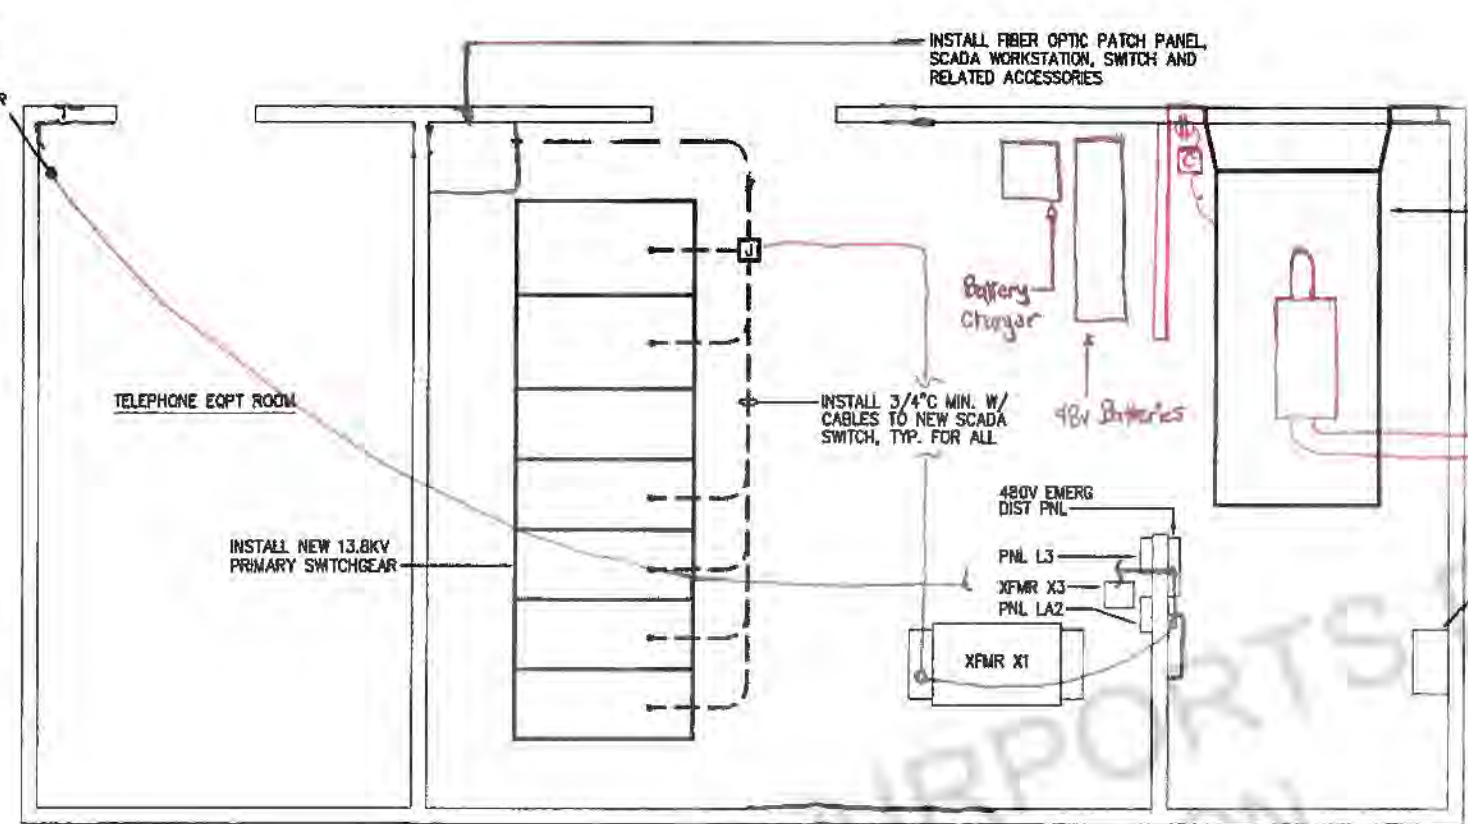 R
INSTALL FIBER OPTIC PATCH PANEL,
SCADA WORKSTATION, SWITCH AND
RELATED ACCESSORIES
C
J
Battery
Charger
TELEPHONE EQPT ROOM
INSTALL 3/4"C MIN. W/
CABLES TO NEW SCADA
SWITCH, TYP. FOR ALL
48v Batteries
480V EMERG
DIST PNL
INSTALL NEW 13.8KV
PRIMARY SWITCHGEAR
PNL L3
XFMR X3
PNL LA2
XFMR X1
AIRPORTS